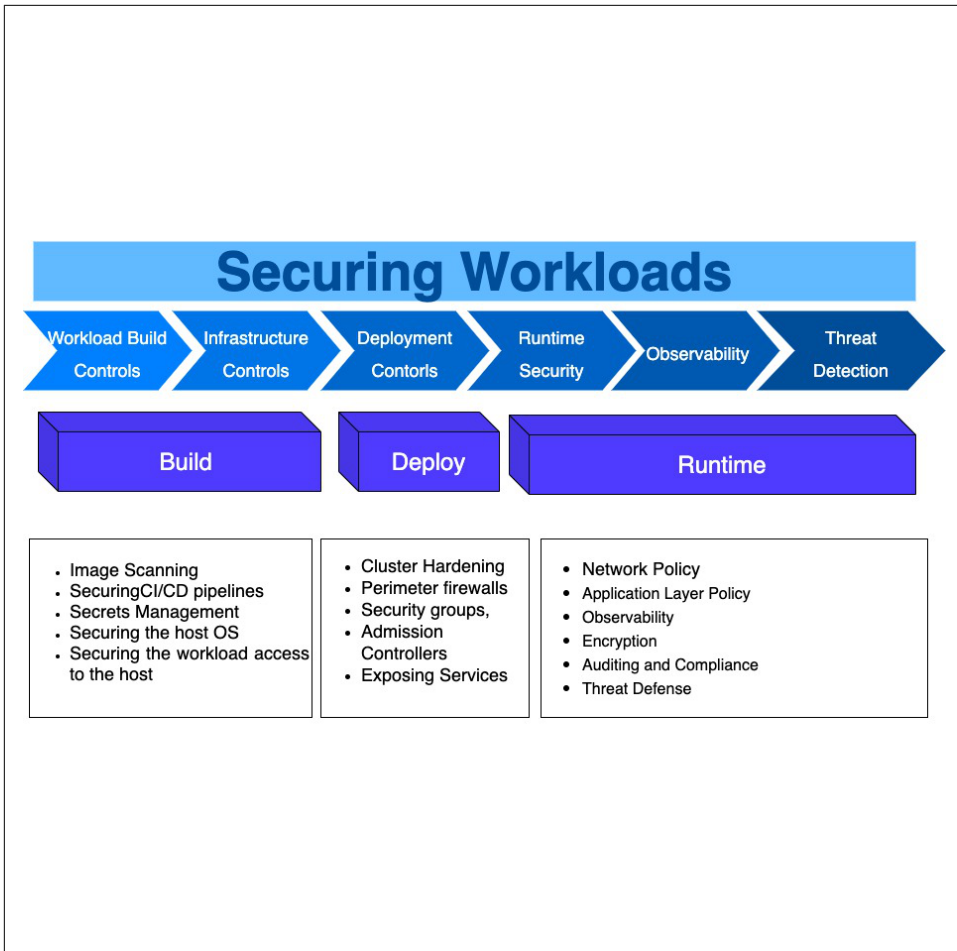 Securing Workloads
Workload Build
Controls
Infrastructure
Controls
Deployment
Contorls
Runtime
Security
Observability
Threat
Detection
Build
Deploy
Runtime
• Image Scanning
• SecuringCI/CD pipelines
• Secrets Management
• Securing the host OS
• Securing the workload access
to the host
• Cluster Hardening
• Perimeter firewalls
• Security groups,
• Admission
Controllers
• Exposing Services
• Network Policy
• Application Layer Policy
• Observability
• Encryption
• Auditing and Compliance
• Threat Defense